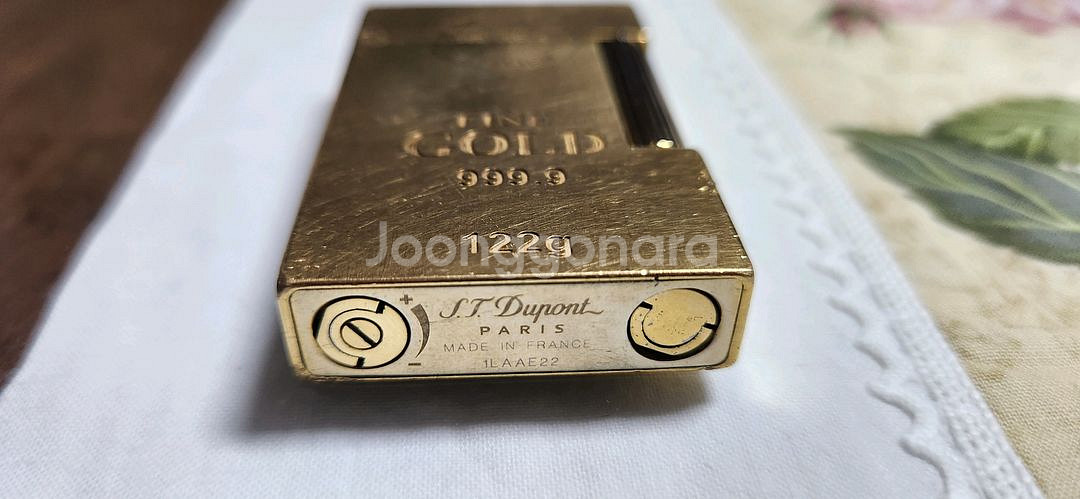 FINE
GOLD
999.9
122g
Joonggonara
+
S.T. Dupont
PARIS
MADE IN FRANCE
-
1LAAE22